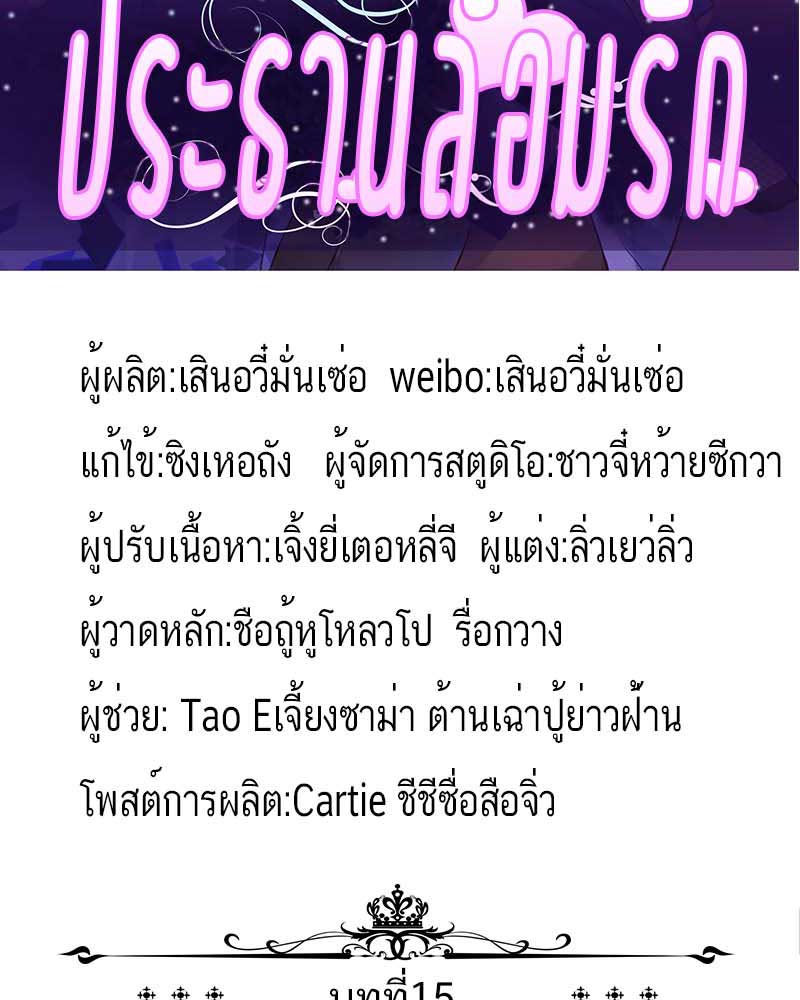 ประธานล้อมรัก
ผู้ผลิต:เสินอวี๋มั่นเซ่อ weibo:เสินอวี๋มั่นเซ่อ
แก้ไข้:ซิงเหอถัง ผู้จัดการสตูดิโอ:ชาวจี๋หว้ายซีกวา
ผู้ปรับเนื้อหา:เจิ้งยี่เตอหลี่จี ผู้แต่ง:ลิ่วเยว่ลิ่ว
ผู้วาดหลัก:ชือถู้หูโหลวโป รื่อกวาง
ผู้ช่วย: Tao Eเจี้ยงซาม่า ต้านเฉ่าปู้ย่าวฝ้าน
โพสต์การผลิต:Cartie ชีชีซื่อสือจิ่ว
บทที่15